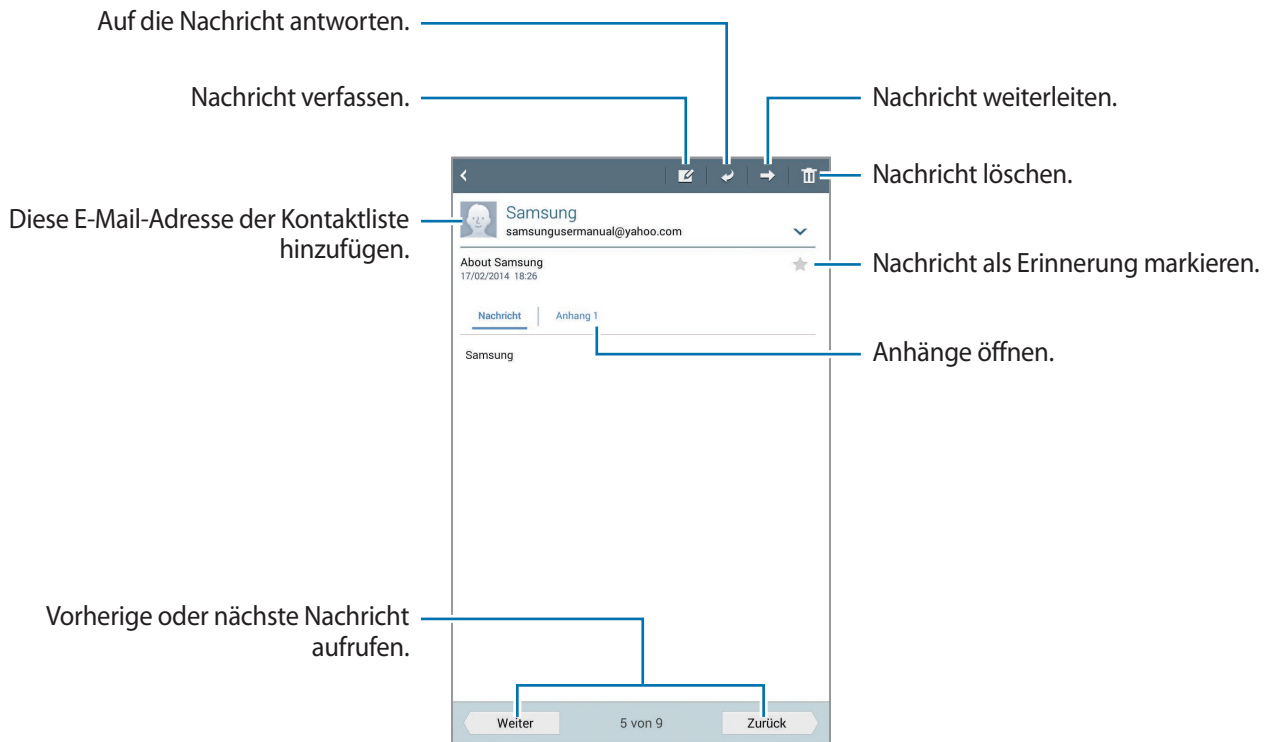 Auf die Nachricht antworten.
Nachricht verfassen.
Nachricht weiterleiten.
Nachricht löschen.
Diese E-Mail-Adresse der Kontaktliste
hinzufügen.
Samsung
samsungusermanual@yahoo.com
About Samsung
17/02/2014 18:26
Nachricht als Erinnerung markieren.
Nachricht
Anhang 1
Anhänge öffnen.
Samsung
Vorherige oder nächste Nachricht
aufrufen.
Weiter
5 von 9
Zurück